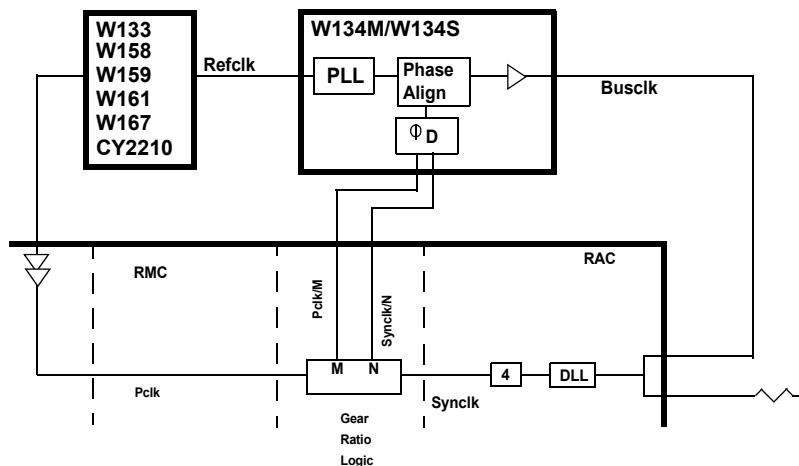 W133
W158
W159
W161
W167
CY2210
Refclk
W134M/W134S
PLL
Phase
Align
Φ D
Busclk
RMC
RAC
Pclk/M
Synclk/N
M N
4
DLL
Pclk
Synclk
Gear
Ratio
Logic